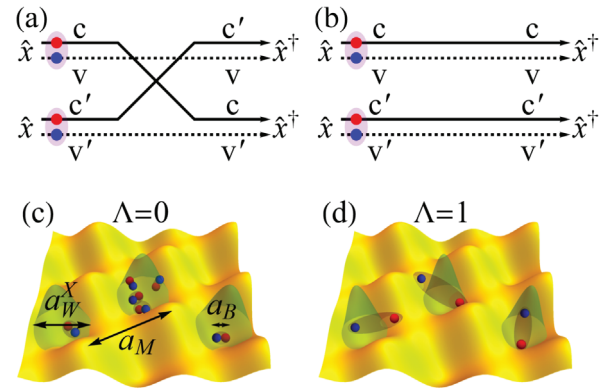 (a) (b)
c c′ c c
x̂ x̂† x̂ x̂†
v v v v
c′ c c′ c′
x̂ x̂† x̂ x̂†
v′ v′ v′ v′
(c) Λ=0 (d) Λ=1
a_W^X a_M a_B